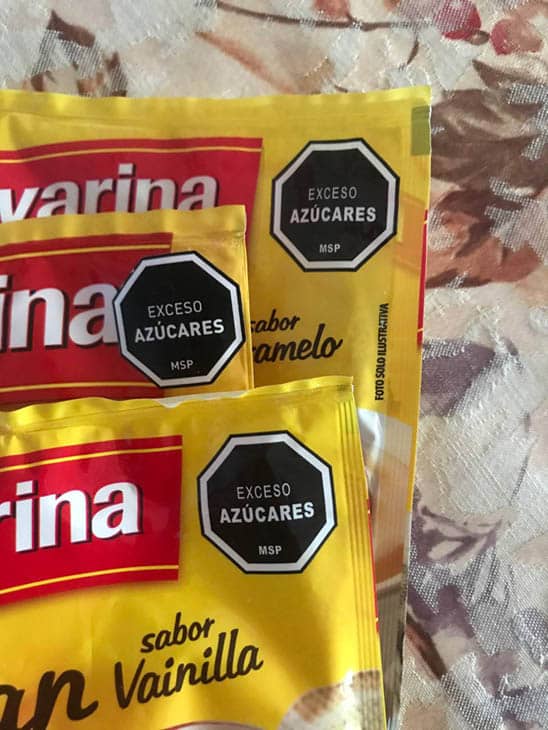 varina
EXCESO
AZÚCARES
MSP
sabor
ramelo
FOTO SOLO ILUSTRATIVA
ina
EXCESO
AZÚCARES
MSP
rina
EXCESO
AZÚCARES
MSP
an
sabor
Vainilla